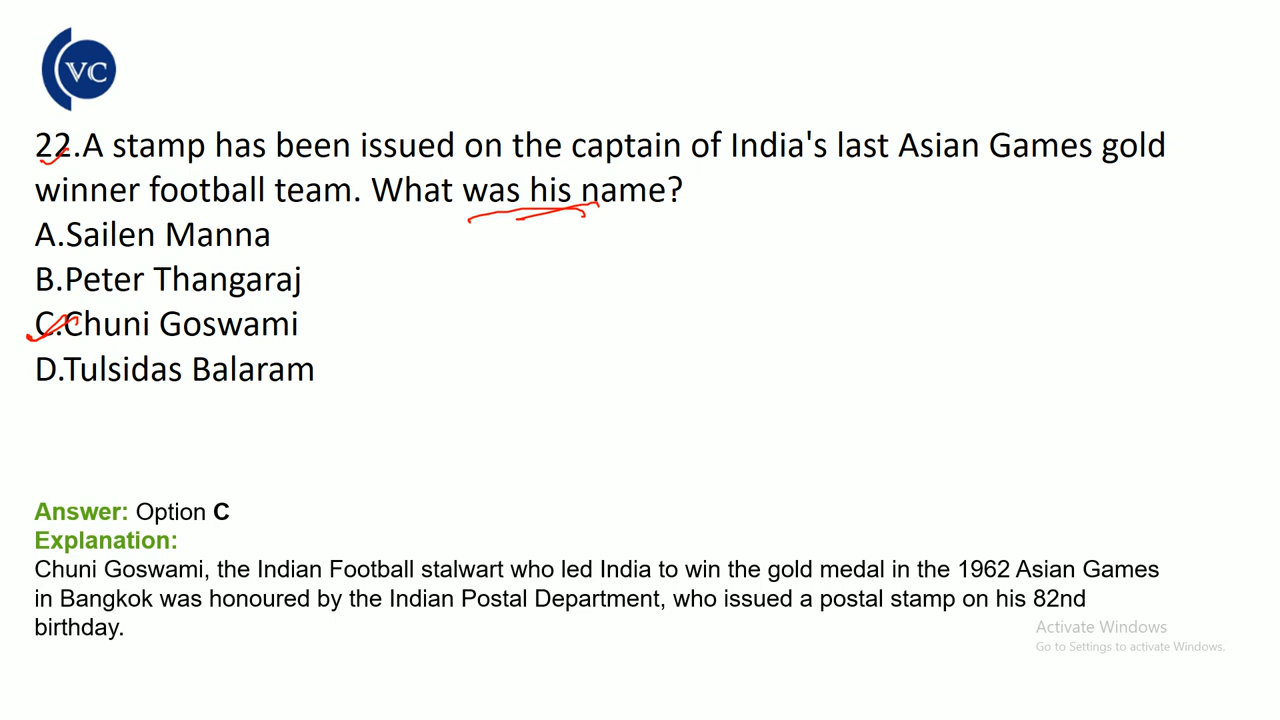 VC
22.A stamp has been issued on the captain of India's last Asian Games gold
winner football team. What was his name?
A.Sailen Manna
B.Peter Thangaraj
C.Chuni Goswami
D.Tulsidas Balaram
Answer: Option C
Explanation:
Chuni Goswami, the Indian Football stalwart who led India to win the gold medal in the 1962 Asian Games
in Bangkok was honoured by the Indian Postal Department, who issued a postal stamp on his 82nd
birthday.
Activate Windows
Go to Settings to activate Windows.